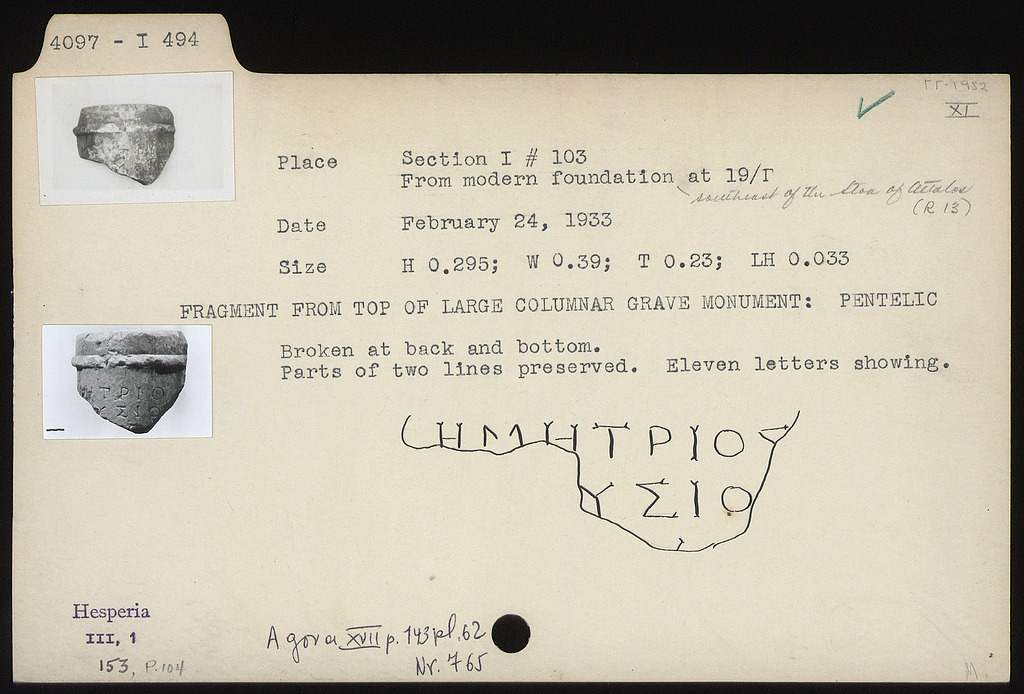 4097 - I 494
ΓΓ-1952
XI
Place Section I # 103
From modern foundation at 19/Γ
southeast of the Stoa of Attalos
(R 13)
Date February 24, 1933
Size H 0.295; W 0.39; T 0.23; LH 0.033
FRAGMENT FROM TOP OF LARGE COLUMNAR GRAVE MONUMENT: PENTELIC
Broken at back and bottom.
Parts of two lines preserved. Eleven letters showing.
ΗΜΗΤΡΙΟΥ
ΥΣΙΟ
ΗΤΡΙΟ
ΥΣΙΟ
Hesperia
III, 1
153, P.104
Agora XVII p.143 pl.62
Nr. 765
M.